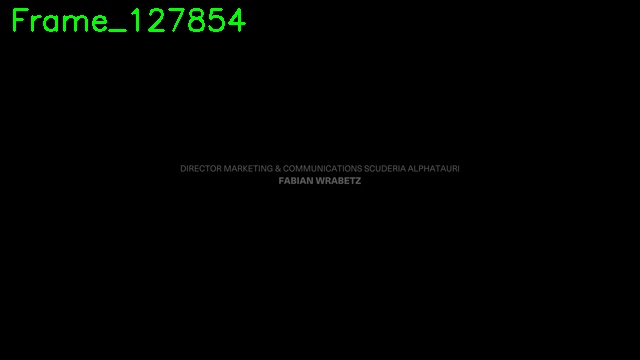 Frame_127854
DIRECTOR MARKETING & COMMUNICATIONS SCUDERIA ALPHATAURI
FABIAN WRABETZ